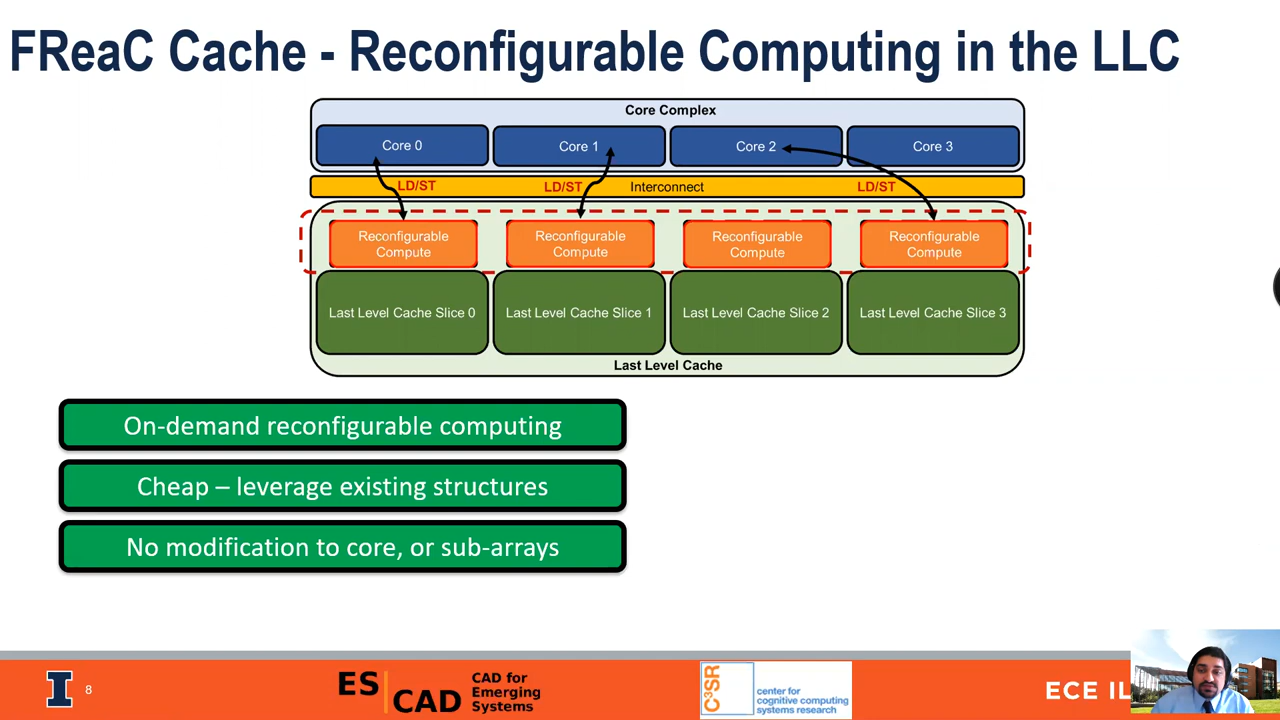 FReaC Cache - Reconfigurable Computing in the LLC
Core Complex
Core 0
Core 1
Core 2
Core 3
LD/ST
LD/ST
Interconnect
LD/ST
Reconfigurable
Compute
Reconfigurable
Compute
Reconfigurable
Compute
Reconfigurable
Compute
Last Level Cache Slice 0
Last Level Cache Slice 1
Last Level Cache Slice 2
Last Level Cache Slice 3
Last Level Cache
On-demand reconfigurable computing
Cheap – leverage existing structures
No modification to core, or sub-arrays
I
8
ES
CAD
CAD for
Emerging
Systems
C³SR
center for
cognitive computing
systems research
ECE IL